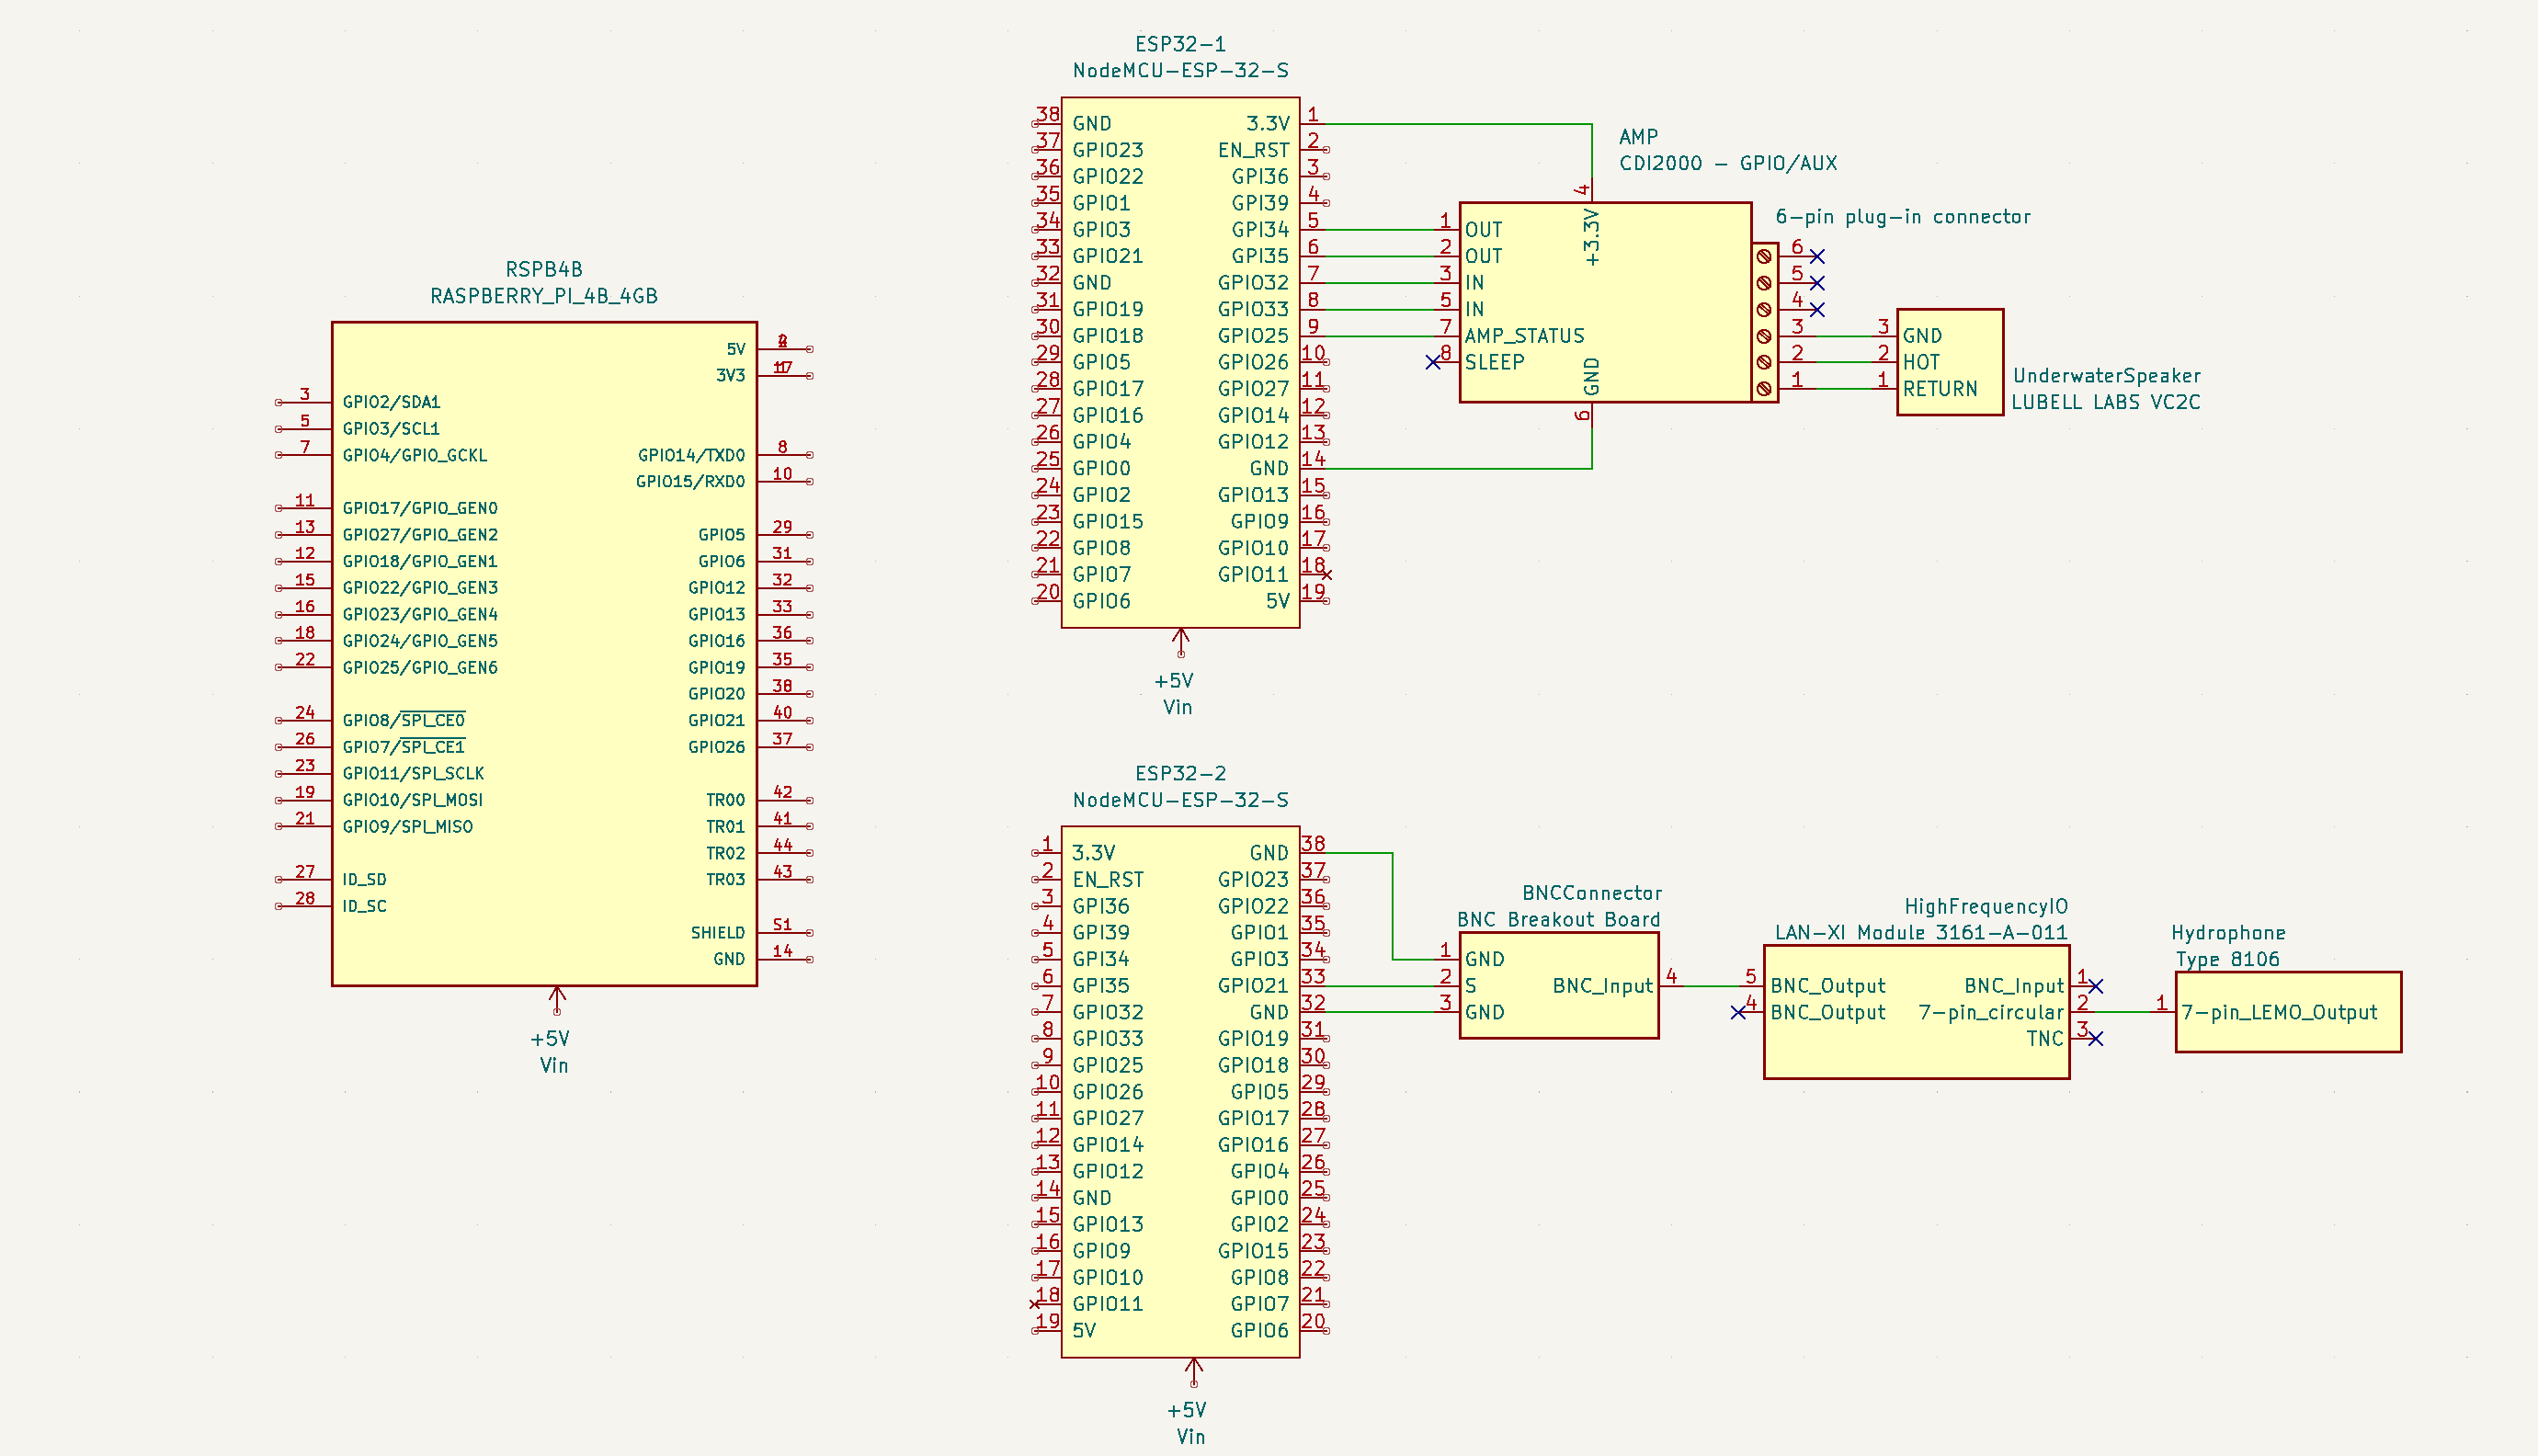 ESP32-1
NodeMCU-ESP-32-S
38 GND 3.3V 1
37 GPIO23 EN_RST 2
36 GPIO22 GPI36 3
35 GPIO1 GPI39 4
34 GPIO3 GPI34 5
33 GPIO21 GPI35 6
32 GND GPIO32 7
31 GPIO19 GPIO33 8
30 GPIO18 GPIO25 9
29 GPIO5 GPIO26 10
28 GPIO17 GPIO27 11
27 GPIO16 GPIO14 12
26 GPIO4 GPIO12 13
25 GPIO0 GND 14
24 GPIO2 GPIO13 15
23 GPIO15 GPIO9 16
22 GPIO8 GPIO10 17
21 GPIO7 GPIO11 18
20 GPIO6 5V 19
+5V
Vin
AMP
CDI2000 - GPIO/AUX
4 +3.3V
1 OUT
2 OUT
3 IN
5 IN
7 AMP_STATUS
8 SLEEP
GND 6
6-pin plug-in connector
6
5
4
3
2
1
3 GND
2 HOT
1 RETURN
UnderwaterSpeaker
LUBELL LABS VC2C
RSPB4B
RASPBERRY_PI_4B_4GB
5V
3V3 17
3 GPIO2/SDA1
5 GPIO3/SCL1
7 GPIO4/GPIO_GCKL GPIO14/TXD0 8
GPIO15/RXD0 10
11 GPIO17/GPIO_GEN0
13 GPIO27/GPIO_GEN2 GPIO5 29
12 GPIO18/GPIO_GEN1 GPIO6 31
15 GPIO22/GPIO_GEN3 GPIO12 32
16 GPIO23/GPIO_GEN4 GPIO13 33
18 GPIO24/GPIO_GEN5 GPIO16 36
22 GPIO25/GPIO_GEN6 GPIO19 35
GPIO20 38
24 GPIO8/SPI_CE0 GPIO21 40
26 GPIO7/SPI_CE1 GPIO26 37
23 GPIO11/SPI_SCLK
19 GPIO10/SPI_MOSI TR00 42
21 GPIO9/SPI_MISO TR01 41
TR02 44
27 ID_SD TR03 43
28 ID_SC
SHIELD S1
GND 14
+5V
Vin
ESP32-2
NodeMCU-ESP-32-S
1 3.3V GND 38
2 EN_RST GPIO23 37
3 GPI36 GPIO22 36
4 GPI39 GPIO1 35
5 GPI34 GPIO3 34
6 GPI35 GPIO21 33
7 GPIO32 GND 32
8 GPIO33 GPIO19 31
9 GPIO25 GPIO18 30
10 GPIO26 GPIO5 29
11 GPIO27 GPIO17 28
12 GPIO14 GPIO16 27
13 GPIO12 GPIO4 26
14 GND GPIO0 25
15 GPIO13 GPIO2 24
16 GPIO9 GPIO15 23
17 GPIO10 GPIO8 22
18 GPIO11 GPIO7 21
19 5V GPIO6 20
+5V
Vin
BNCConnector
BNC Breakout Board
1 GND
2 S BNC_Input 4
3 GND
HighFrequencyIO
LAN-XI Module 3161-A-011
5 BNC_Output BNC_Input 1
4 BNC_Output 7-pin_circular 2
TNC 3
Hydrophone
Type 8106
1 7-pin_LEMO_Output